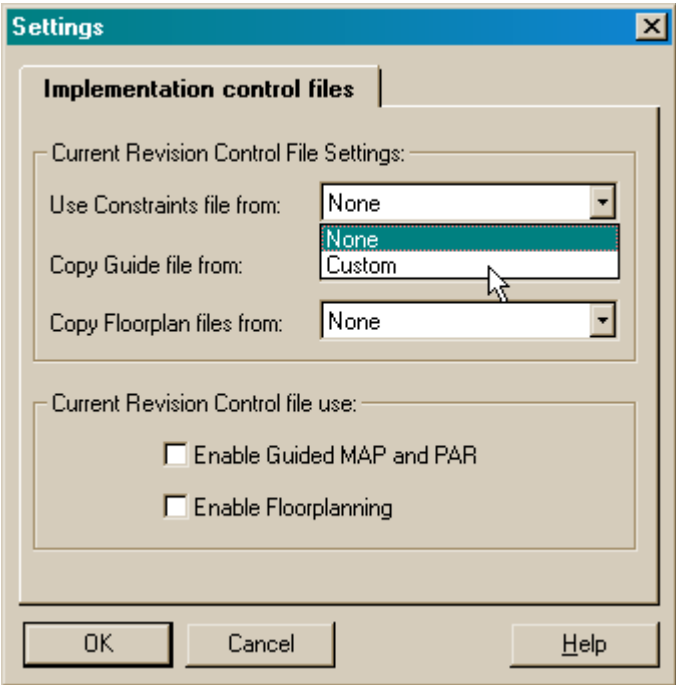 Settings
Implementation control files
Current Revision Control File Settings:
Use Constraints file from: None
None
Copy Guide file from: Custom
Copy Floorplan files from: None
Current Revision Control file use:
Enable Guided MAP and PAR
Enable Floorplanning
OK Cancel Help